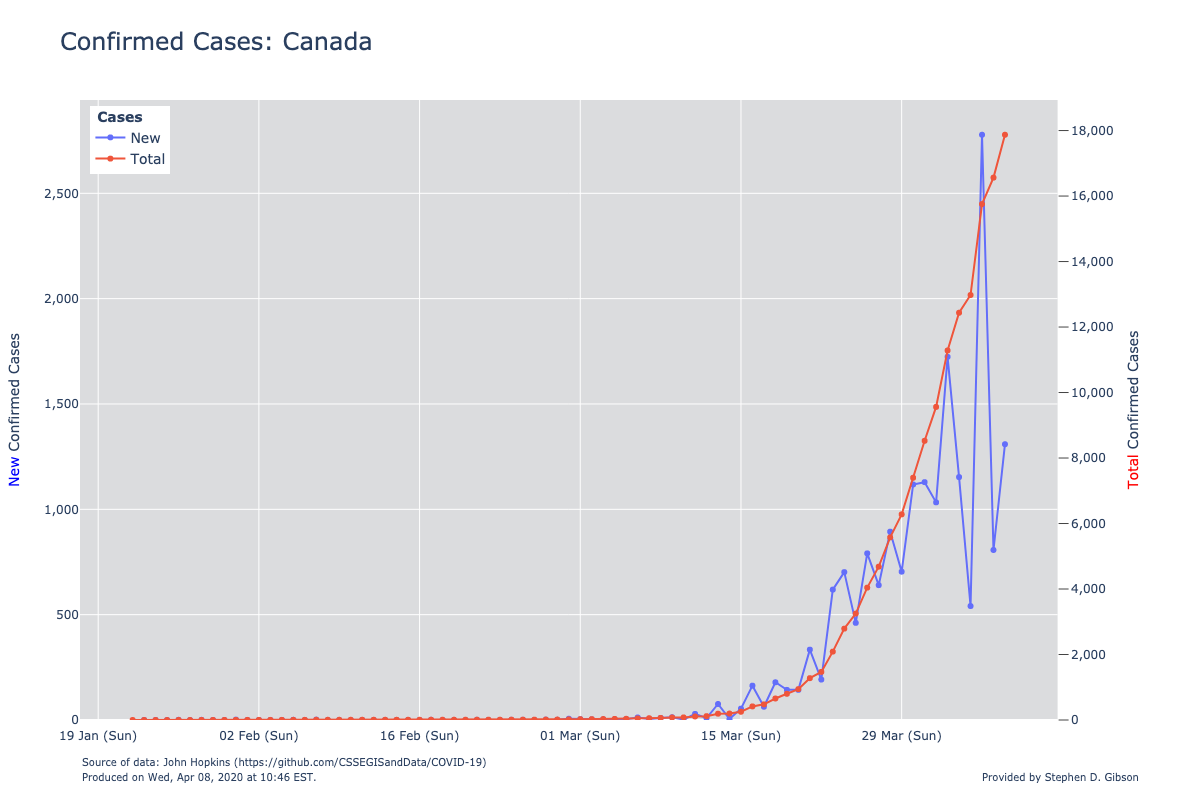 Confirmed Cases: Canada
Cases
New
Total
2,500
2,000
1,500
1,000
500
0
New Confirmed Cases
18,000
16,000
14,000
12,000
10,000
8,000
6,000
4,000
2,000
0
Total Confirmed Cases
19 Jan (Sun) 02 Feb (Sun) 16 Feb (Sun) 01 Mar (Sun) 15 Mar (Sun) 29 Mar (Sun)
Source of data: John Hopkins (https://github.com/CSSEGISandData/COVID-19)
Produced on Wed, Apr 08, 2020 at 10:46 EST.
Provided by Stephen D. Gibson